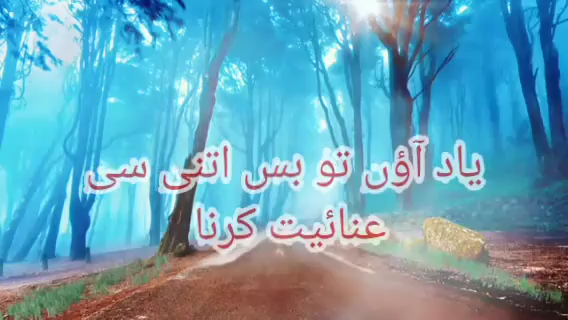 یاد آؤں تو بس اتنی سی
عنائیت کرنا